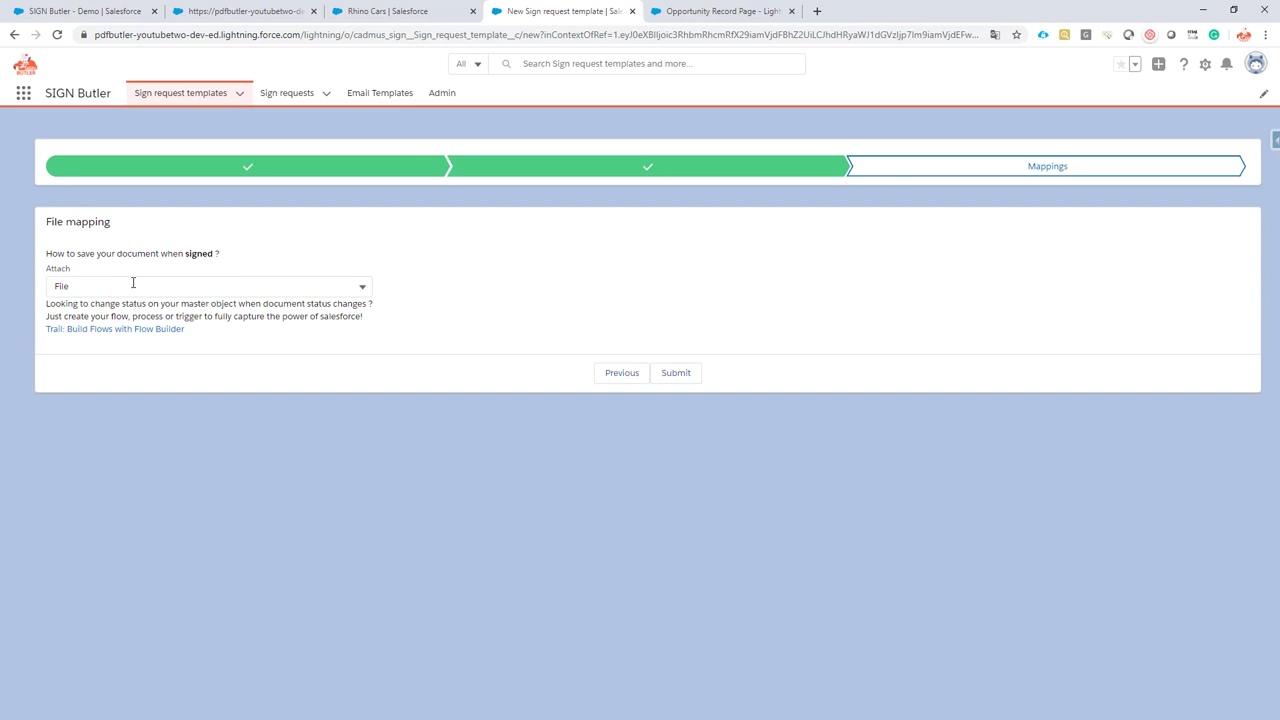 SIGN Butler - Demo | Salesforce
https://pdfbutler-youtubetwo-de
Rhino Cars | Salesforce
New Sign request template | Sal
Opportunity Record Page - Light
pdfbutler-youtubetwo-dev-ed.lightning.force.com/lightning/o/cadmus_sign__Sign_request_template__c/new?inContextOfRef=
BUTLER
All
Search Sign request templates and more...
SIGN Butler
Sign request templates
Sign requests
Email Templates
Admin
Mappings
File mapping
How to save your document when signed ?
Attach
File
Looking to change status on your master object when document status changes ?
Just create your flow, process or trigger to fully capture the power of salesforce!
Trail: Build Flows with Flow Builder
Previous
Submit